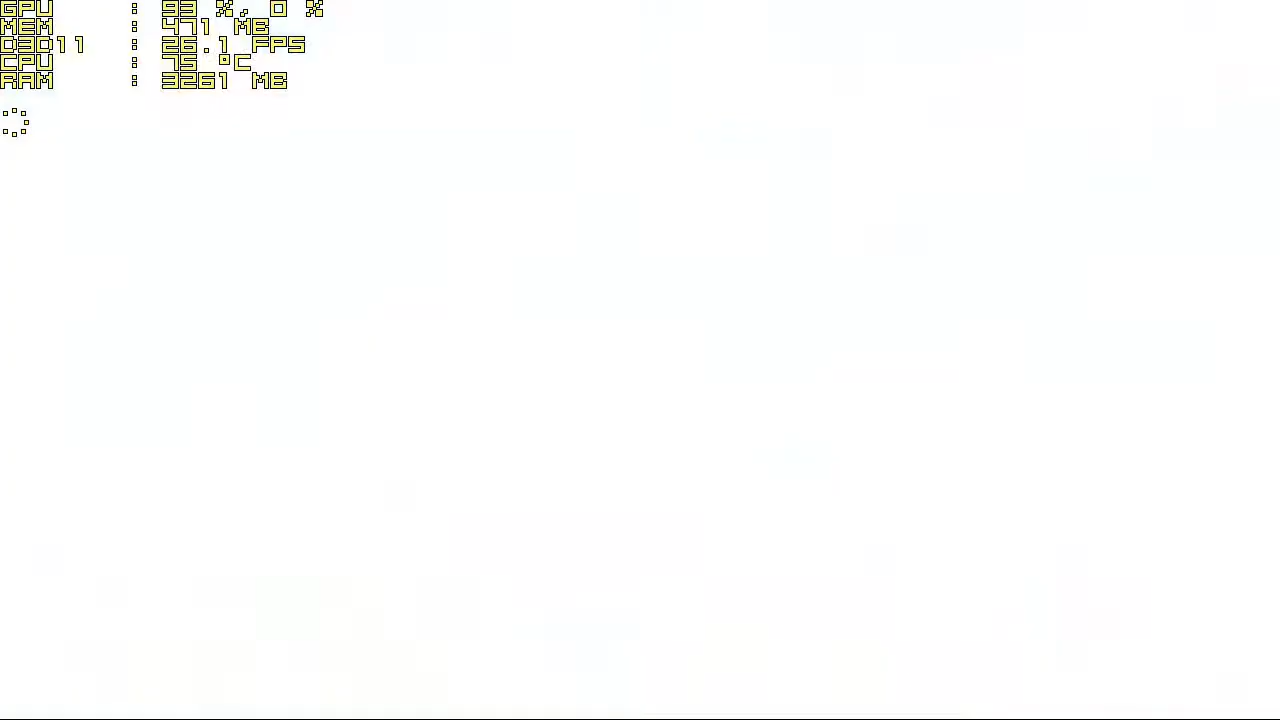 GPU : 93 %, 0 %
MEM : 471 MB
D3D11 : 26.1 FPS
CPU : 75 °C
RAM : 3261 MB